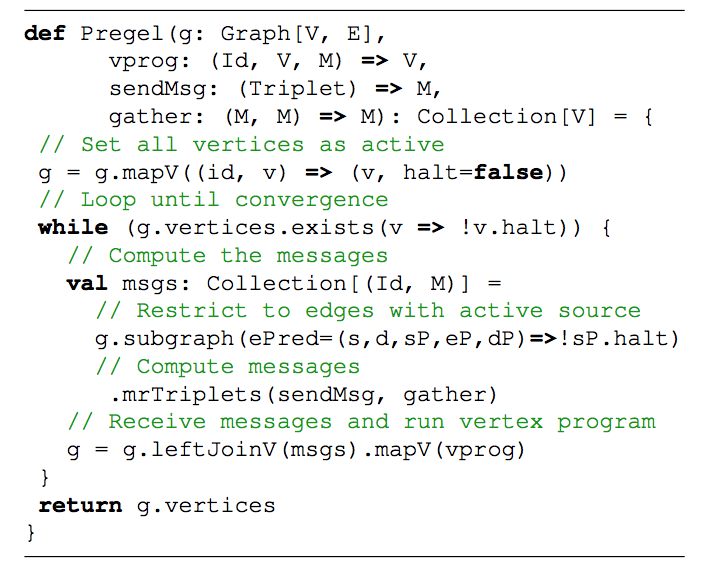 def Pregel(g: Graph[V, E],
vprog: (Id, V, M) => V,
sendMsg: (Triplet) => M,
gather: (M, M) => M): Collection[V] = {
// Set all vertices as active
g = g.mapV((id, v) => (v, halt=false))
// Loop until convergence
while (g.vertices.exists(v => !v.halt)) {
// Compute the messages
val msgs: Collection[(Id, M)] =
// Restrict to edges with active source
g.subgraph(ePred=(s,d,sP,eP,dP)=>!sP.halt)
// Compute messages
.mrTriplets(sendMsg, gather)
// Receive messages and run vertex program
g = g.leftJoinV(msgs).mapV(vprog)
}
return g.vertices
}